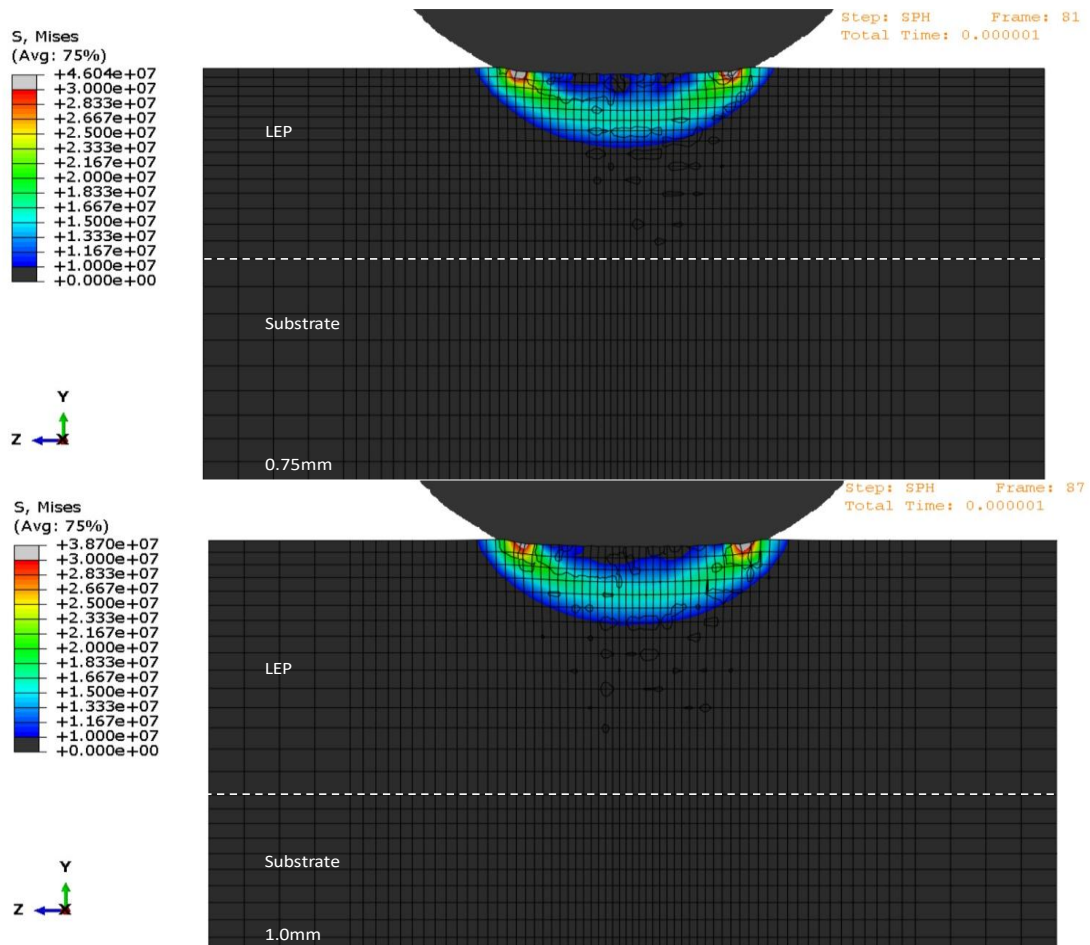 S, Mises
(Avg: 75%)
+4.604e+07
+3.000e+07
+2.833e+07
+2.667e+07
+2.500e+07
+2.333e+07
+2.167e+07
+2.000e+07
+1.833e+07
+1.667e+07
+1.500e+07
+1.333e+07
+1.167e+07
+1.000e+07
+0.000e+00
Step: SPH Frame: 81
Total Time: 0.000001
LEP
Substrate
0.75mm
Y
Z
X
S, Mises
(Avg: 75%)
+3.870e+07
+3.000e+07
+2.833e+07
+2.667e+07
+2.500e+07
+2.333e+07
+2.167e+07
+2.000e+07
+1.833e+07
+1.667e+07
+1.500e+07
+1.333e+07
+1.167e+07
+1.000e+07
+0.000e+00
Step: SPH Frame: 87
Total Time: 0.000001
LEP
Substrate
1.0mm
Y
Z
X